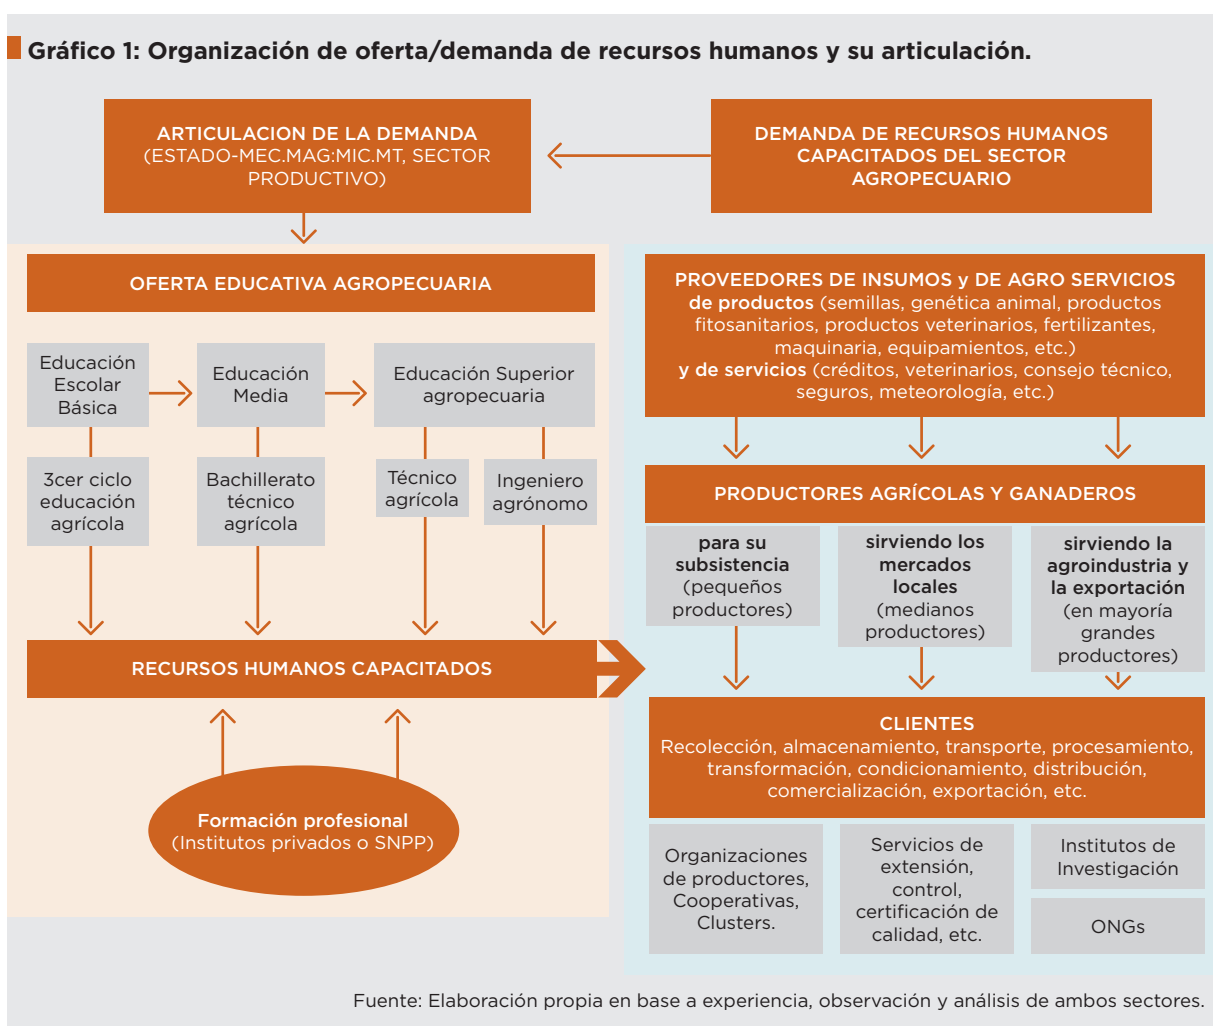 Gráfico 1: Organización de oferta/demanda de recursos humanos y su articulación.
ARTICULACION DE LA DEMANDA
(ESTADO-MEC.MAG:MIC.MT, SECTOR
PRODUCTIVO)
DEMANDA DE RECURSOS HUMANOS
CAPACITADOS DEL SECTOR
AGROPECUARIO
OFERTA EDUCATIVA AGROPECUARIA
Educación
Escolar
Básica
Educación
Media
Educación Superior
agropecuaria
3cer ciclo
educación
agrícola
Bachillerato
técnico
agrícola
Técnico
agrícola
Ingeniero
agrónomo
RECURSOS HUMANOS CAPACITADOS
Formación profesional
(Institutos privados o SNPP)
PROVEEDORES DE INSUMOS y DE AGRO SERVICIOS
de productos (semillas, genética animal, productos
fitosanitarios, productos veterinarios, fertilizantes,
maquinaria, equipamientos, etc.)
y de servicios (créditos, veterinarios, consejo técnico,
seguros, meteorología, etc.)
PRODUCTORES AGRÍCOLAS Y GANADEROS
para su
subsistencia
(pequeños
productores)
sirviendo los
mercados
locales
(medianos
productores)
sirviendo la
agroindustria y
la exportación
(en mayoría
grandes
productores)
CLIENTES
Recolección, almacenamiento, transporte, procesamiento,
transformación, condicionamiento, distribución,
comercialización, exportación, etc.
Organizaciones
de productores,
Cooperativas,
Clusters.
Servicios de
extensión,
control,
certificación de
calidad, etc.
Institutos de
Investigación
ONGs
Fuente: Elaboración propia en base a experiencia, observación y análisis de ambos sectores.